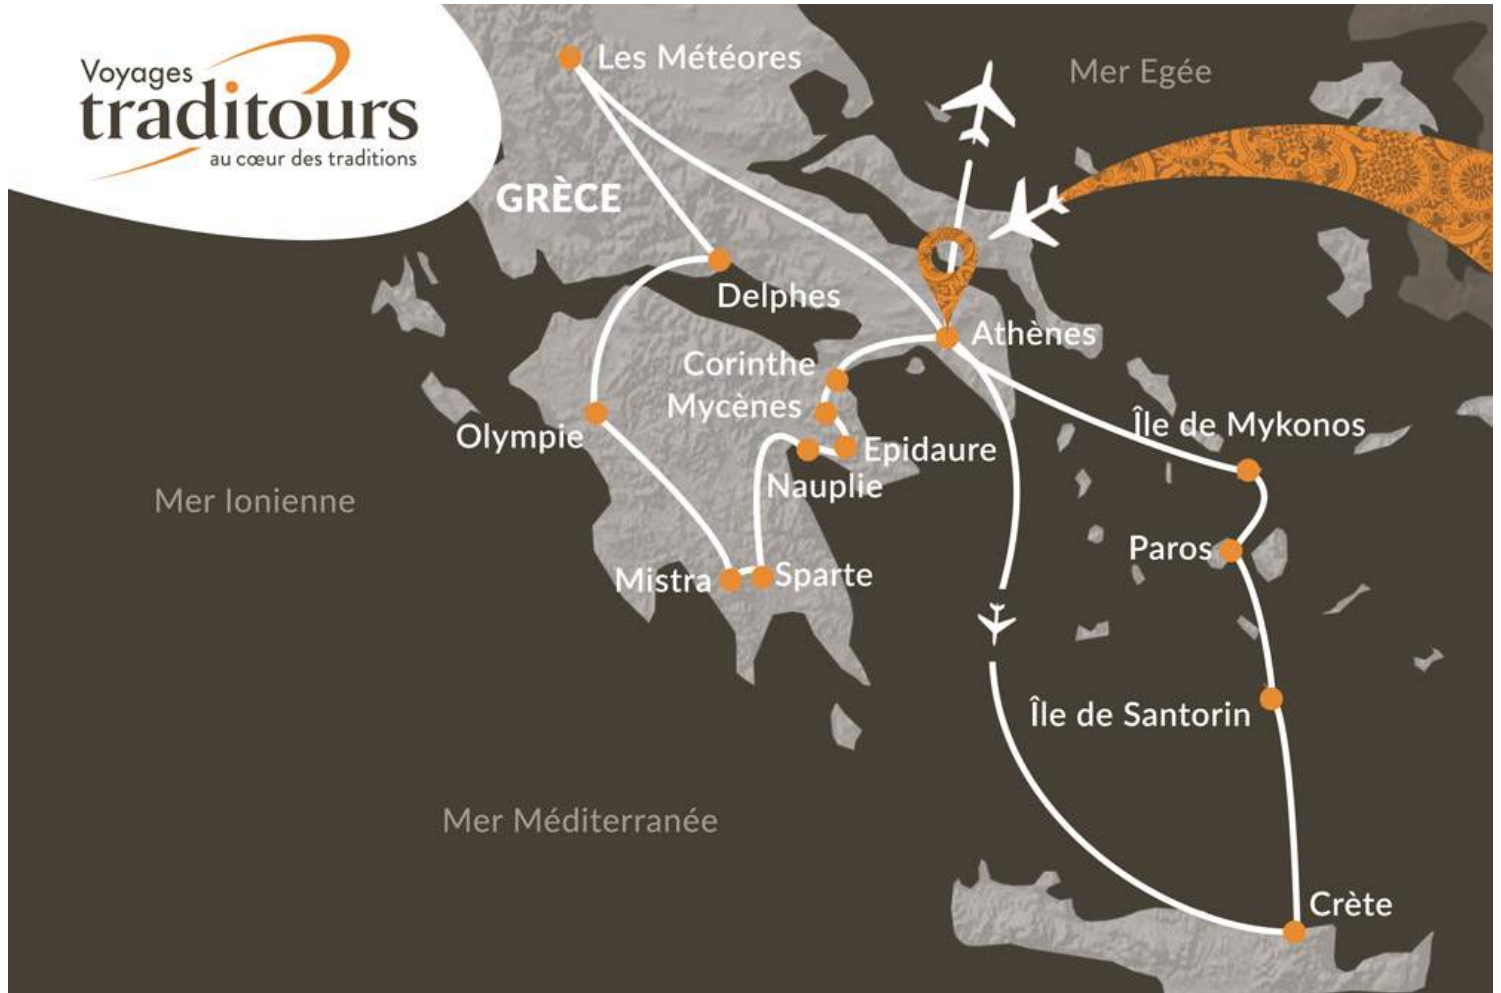 Voyages
traditours
au cœur des traditions
Les Météores
Mer Egée
GRÈCE
Delphes
Athènes
Corinthe
Mycènes
Île de Mykonos
Olympie
Epidaure
Nauplie
Mer Ionienne
Paros
Mistra
Sparte
Île de Santorin
Mer Méditerranée
Crète